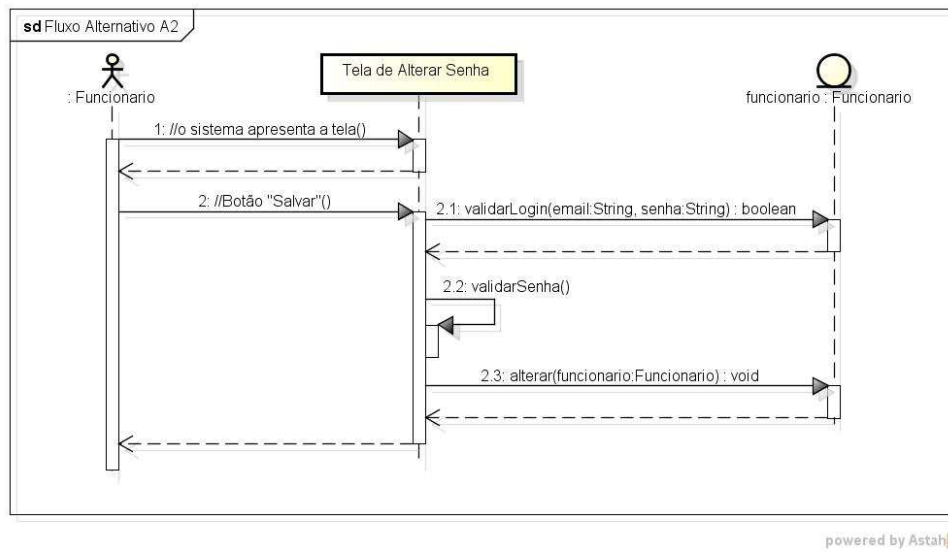 sd Fluxo Alternativo A2
Tela de Alterar Senha
: Funcionario
funcionario : Funcionario
1: //o sistema apresenta a tela()
2: //Botão "Salvar"()
2.1: validarLogin(email:String, senha:String) : boolean
2.2: validarSenha()
2.3: alterar(funcionario:Funcionario) : void
powered by Astah